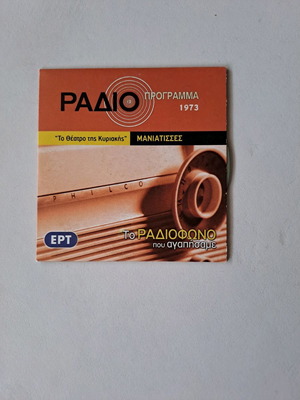 ΡΑΔΙΟ ΠΡΟΓΡΑΜΜΑ
1973
"Το Θέατρο της Κυριακής" ΜΑΝΙΑΤΙΣΣΕΣ
PHILCO
ΕΡΤ
Το ΡΑΔΙΟΦΩΝΟ
που αγαπήσαμε